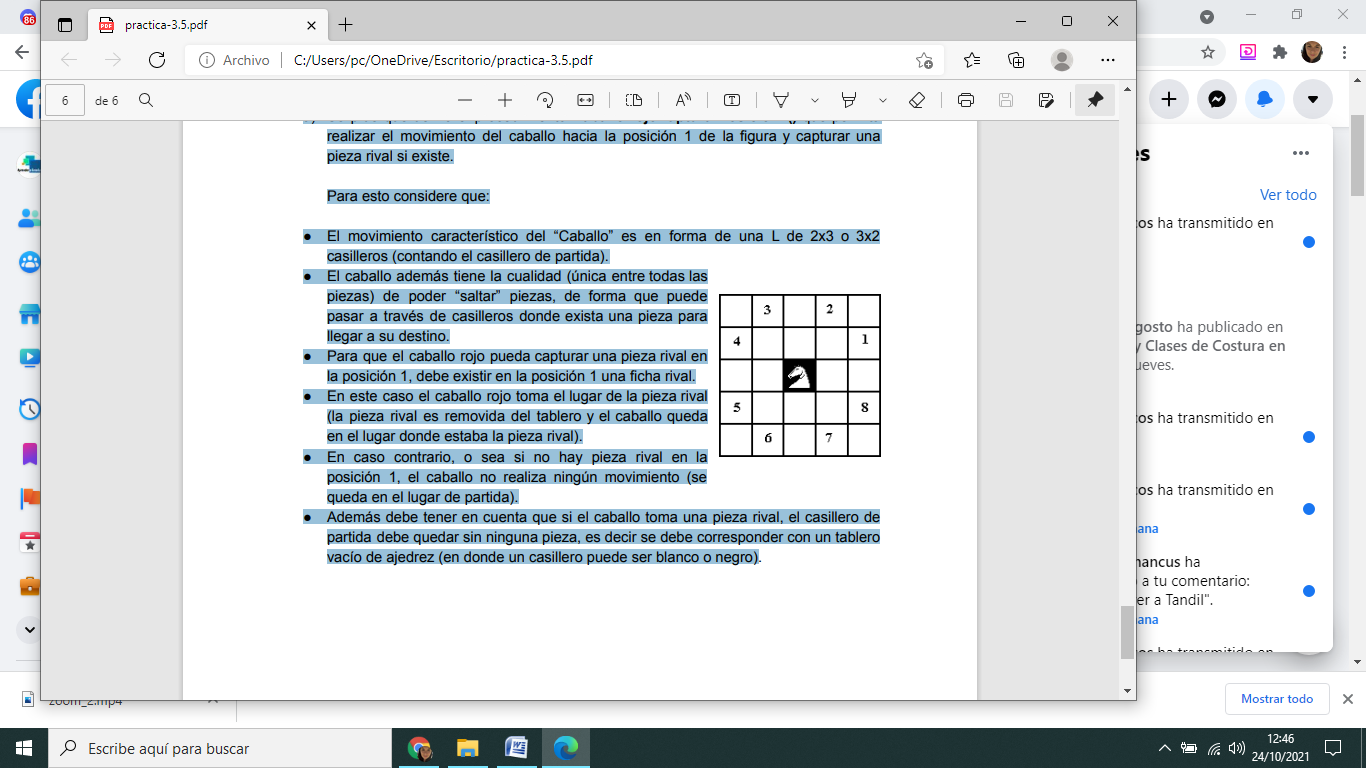 86
practica-3.5.pdf
Archivo
C:/Users/pc/OneDrive/Escritorio/practica-3.5.pdf
6
de 6
realizar el movimiento del caballo hacia la posición 1 de la figura y capturar una
pieza rival si existe.
Para esto considere que:
● El movimiento característico del “Caballo” es en forma de una L de 2x3 o 3x2
casilleros (contando el casillero de partida).
● El caballo además tiene la cualidad (única entre todas las
piezas) de poder “saltar” piezas, de forma que puede
pasar a través de casilleros donde exista una pieza para
llegar a su destino.
● Para que el caballo rojo pueda capturar una pieza rival en
la posición 1, debe existir en la posición 1 una ficha rival.
● En este caso el caballo rojo toma el lugar de la pieza rival
(la pieza rival es removida del tablero y el caballo queda
en el lugar donde estaba la pieza rival).
● En caso contrario, o sea si no hay pieza rival en la
posición 1, el caballo no realiza ningún movimiento (se
queda en el lugar de partida).
● Además debe tener en cuenta que si el caballo toma una pieza rival, el casillero de
partida debe quedar sin ninguna pieza, es decir se debe corresponder con un tablero
vacío de ajedrez (en donde un casillero puede ser blanco o negro).
3 2
4 1
5 8
6 7
es
Ver todo
cos ha transmitido en
gosto ha publicado en
y Clases de Costura en
ueves.
cos ha transmitido en
cos ha transmitido en
ana
nancus ha
a tu comentario:
er a Tandil".
ana
cos ha transmitido en
zoom_2.mp4
Mostrar todo
Escribe aquí para buscar
12:46
24/10/2021